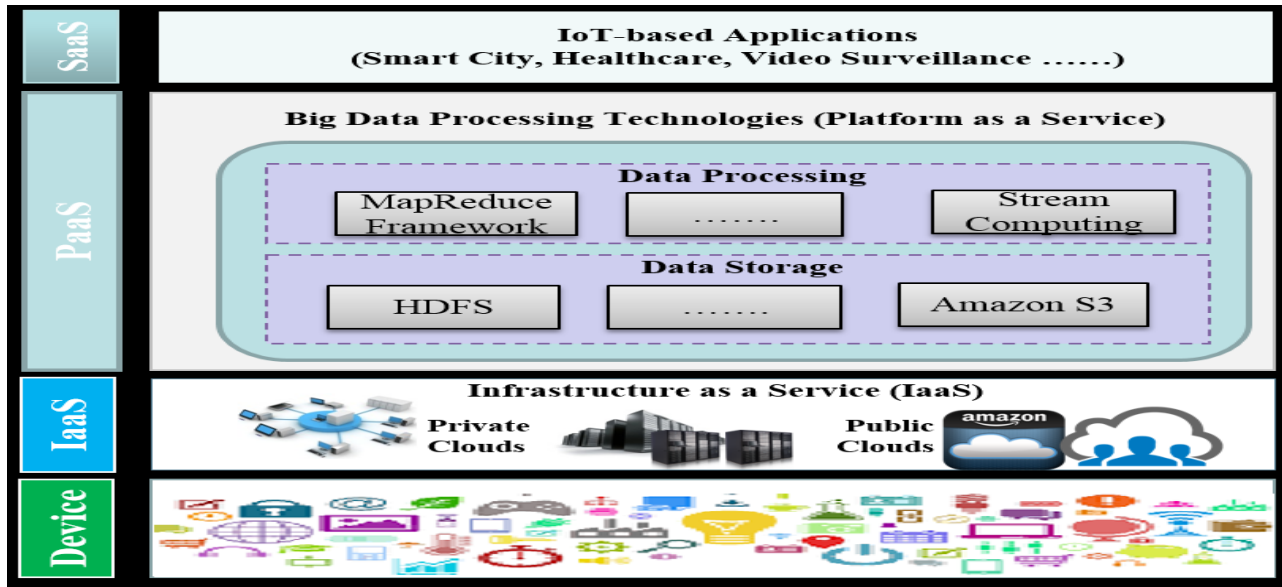 SaaS
IoT-based Applications
(Smart City, Healthcare, Video Surveillance ……)
PaaS
Big Data Processing Technologies (Platform as a Service)
Data Processing
MapReduce
Framework
…….
Stream
Computing
Data Storage
HDFS
…….
Amazon S3
IaaS
Infrastructure as a Service (IaaS)
Private
Clouds
Public
Clouds
amazon
Device
@